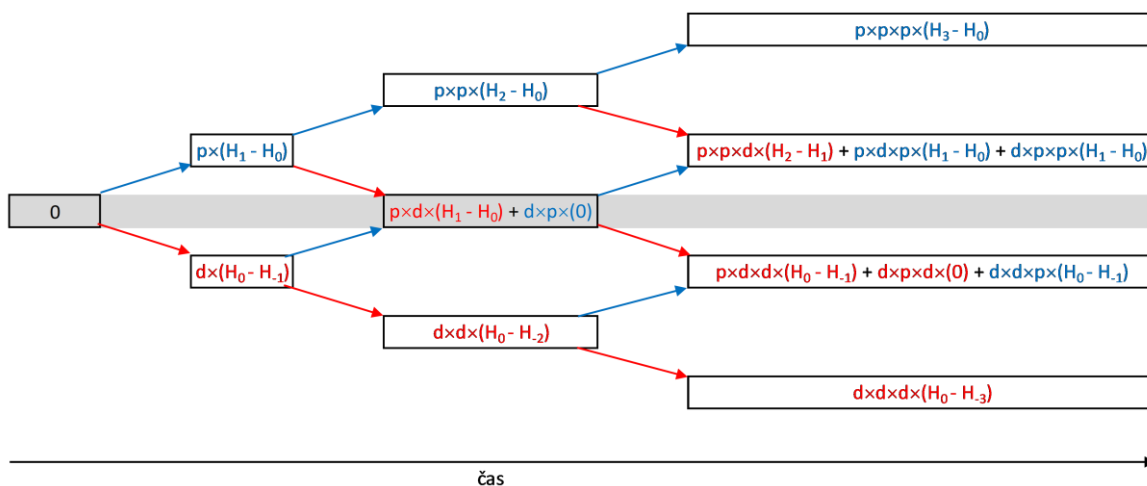 p×p×p×(H₃ - H₀)
p×p×(H₂ - H₀)
p×(H₁ - H₀)
p×p×d×(H₂ - H₁) + p×d×p×(H₁ - H₀) + d×p×p×(H₁ - H₀)
0
p×d×(H₁ - H₀) + d×p×(0)
d×(H₀ - H₋₁)
p×d×d×(H₀ - H₋₁) + d×p×d×(0) + d×d×p×(H₀ - H₋₁)
d×d×(H₀ - H₋₂)
d×d×d×(H₀ - H₋₃)
čas